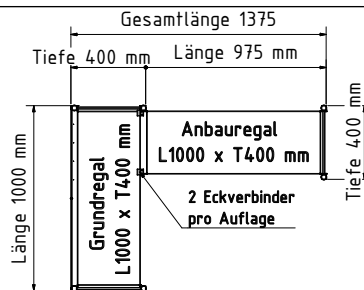 Gesamtlänge 1375
Tiefe 400 mm
Länge 975 mm
Länge 1000 mm
Grundregal
L1000 x T400 mm
Anbauregal
L1000 x T400 mm
Tiefe 400 mm
2 Eckverbinder
pro Auflage